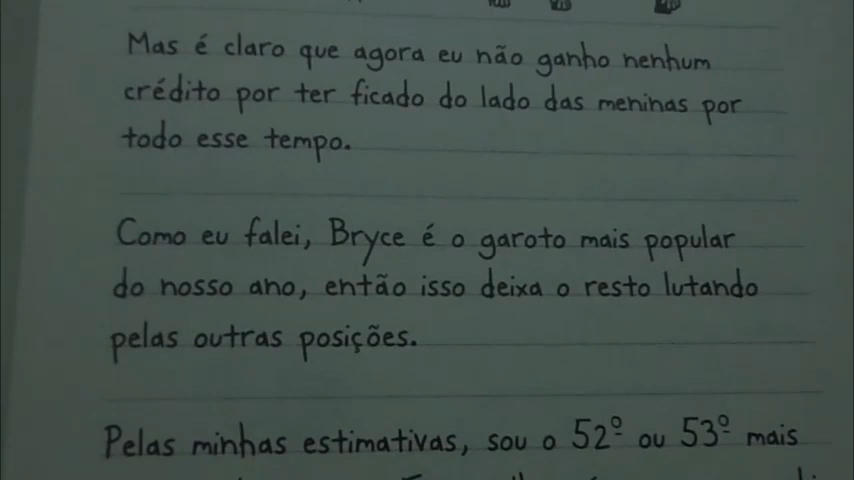 Mas é claro que agora eu não ganho nenhum
crédito por ter ficado do lado das meninas por
todo esse tempo.
Como eu falei, Bryce é o garoto mais popular
do nosso ano, então isso deixa o resto lutando
pelas outras posições.
Pelas minhas estimativas, sou o 52º ou 53º mais